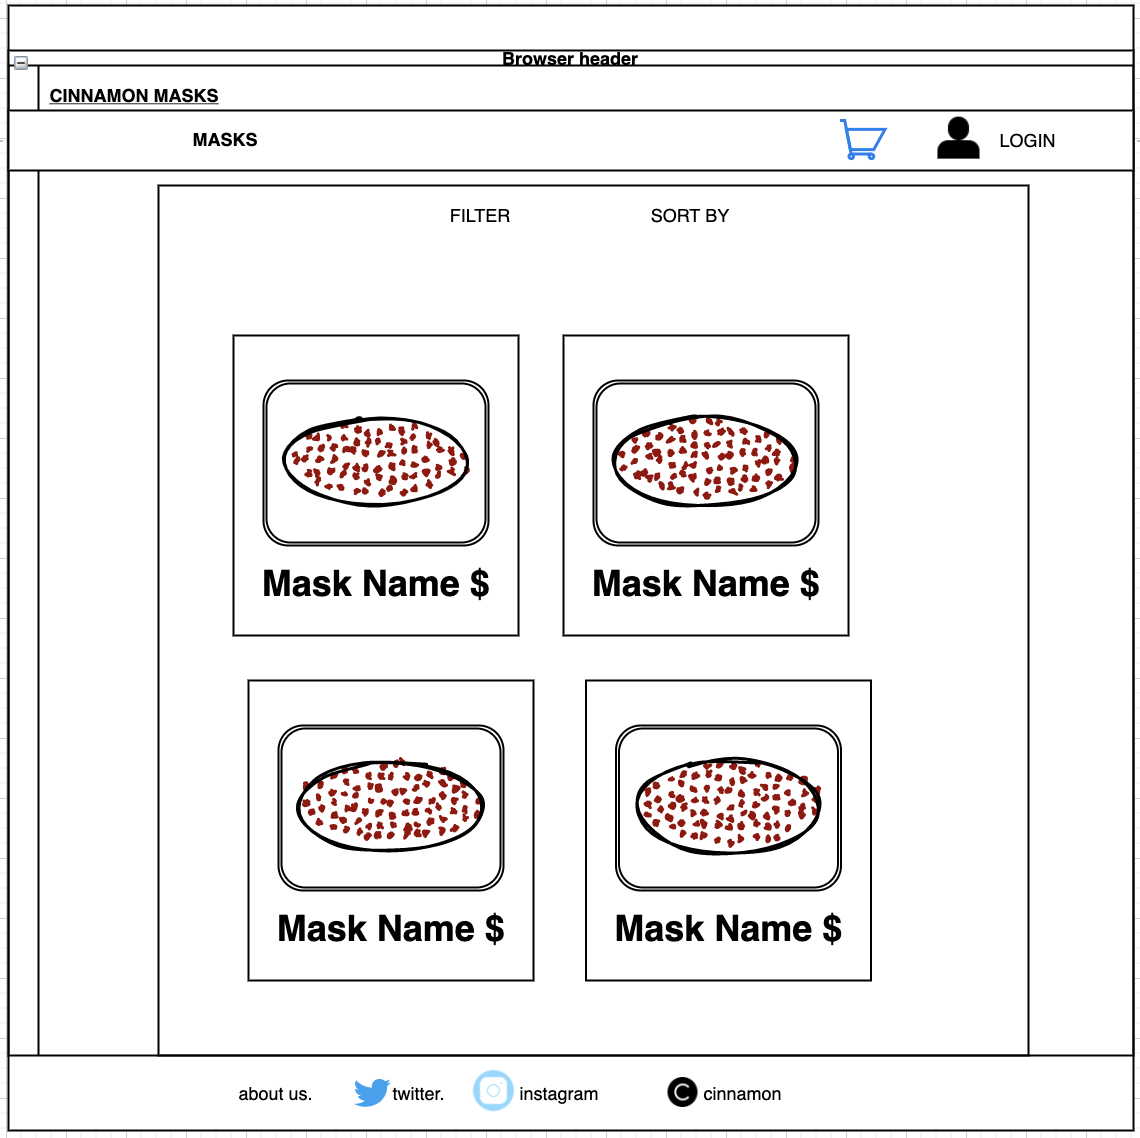 Browser header
CINNAMON MASKS
MASKS LOGIN
FILTER SORT BY
Mask Name $ Mask Name $
Mask Name $ Mask Name $
about us. twitter. instagram C cinnamon